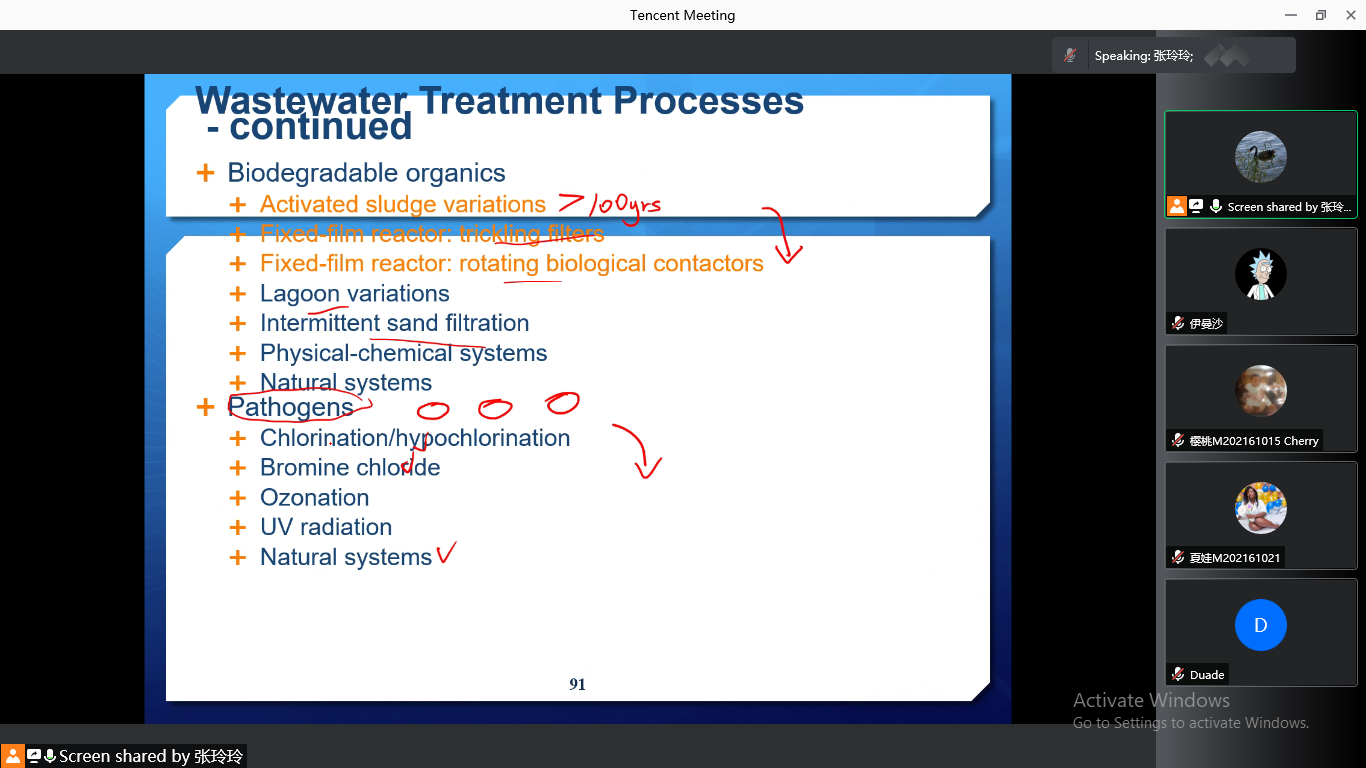 Tencent Meeting
Speaking: 张玲玲;
Wastewater Treatment Processes
- continued
+ Biodegradable organics
+ Activated sludge variations >100yrs
+ Fixed-film reactor: trickling filters
+ Fixed-film reactor: rotating biological contactors
+ Lagoon variations
+ Intermittent sand filtration
+ Physical-chemical systems
+ Natural systems
+ Pathogens
+ Chlorination/hypochlorination
+ Bromine chloride
+ Ozonation
+ UV radiation
+ Natural systems
91
Screen shared by 张玲...
伊曼沙
樱桃M202161015 Cherry
夏娃M202161021
D
Duade
Activate Windows
Go to Settings to activate Windows.
Screen shared by 张玲玲